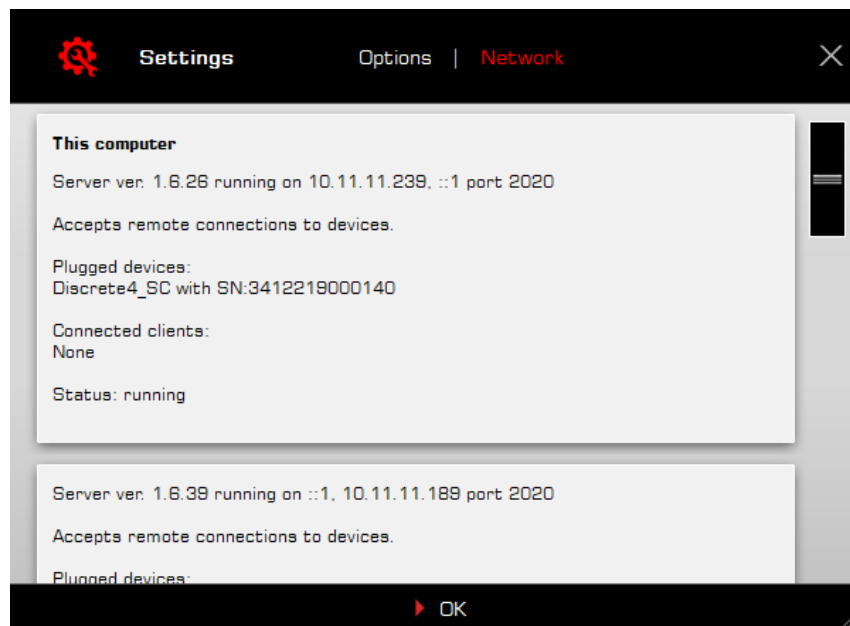 Settings
Options | Network
This computer
Server ver. 1.6.26 running on 10.11.11.239, ::1 port 2020
Accepts remote connections to devices.
Plugged devices:
Discrete4_SC with SN:3412219000140
Connected clients:
None
Status: running
Server ver. 1.6.39 running on ::1, 10.11.11.189 port 2020
Accepts remote connections to devices.
Plugged devices:
OK